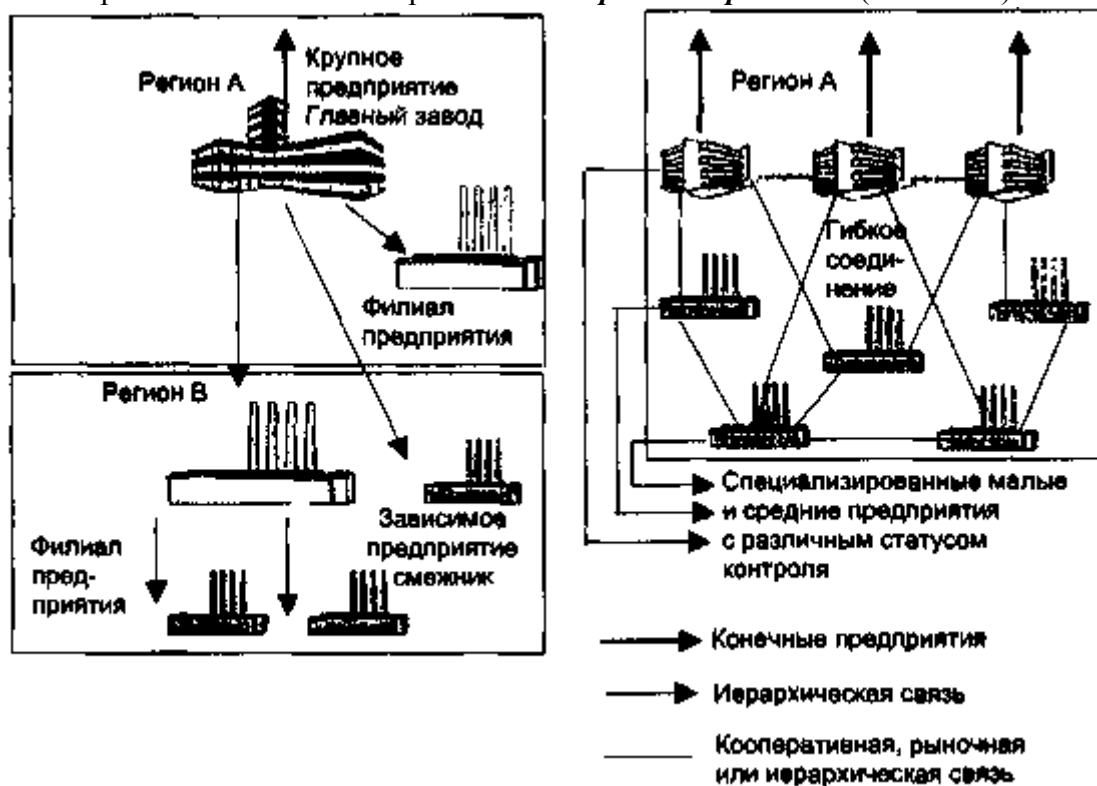 Регион А
Крупное
предприятие
Главный завод
Филиал
предприятия
Регион В
Филиал
пред-
приятия
Зависимое
предприятие
смежник
Регион А
Гибкое
соеди-
нение
Специализированные малые
и средние предприятия
с различным статусом
контроля
Конечные предприятия
Иерархическая связь
Кооперативная, рыночная
или иерархическая связь